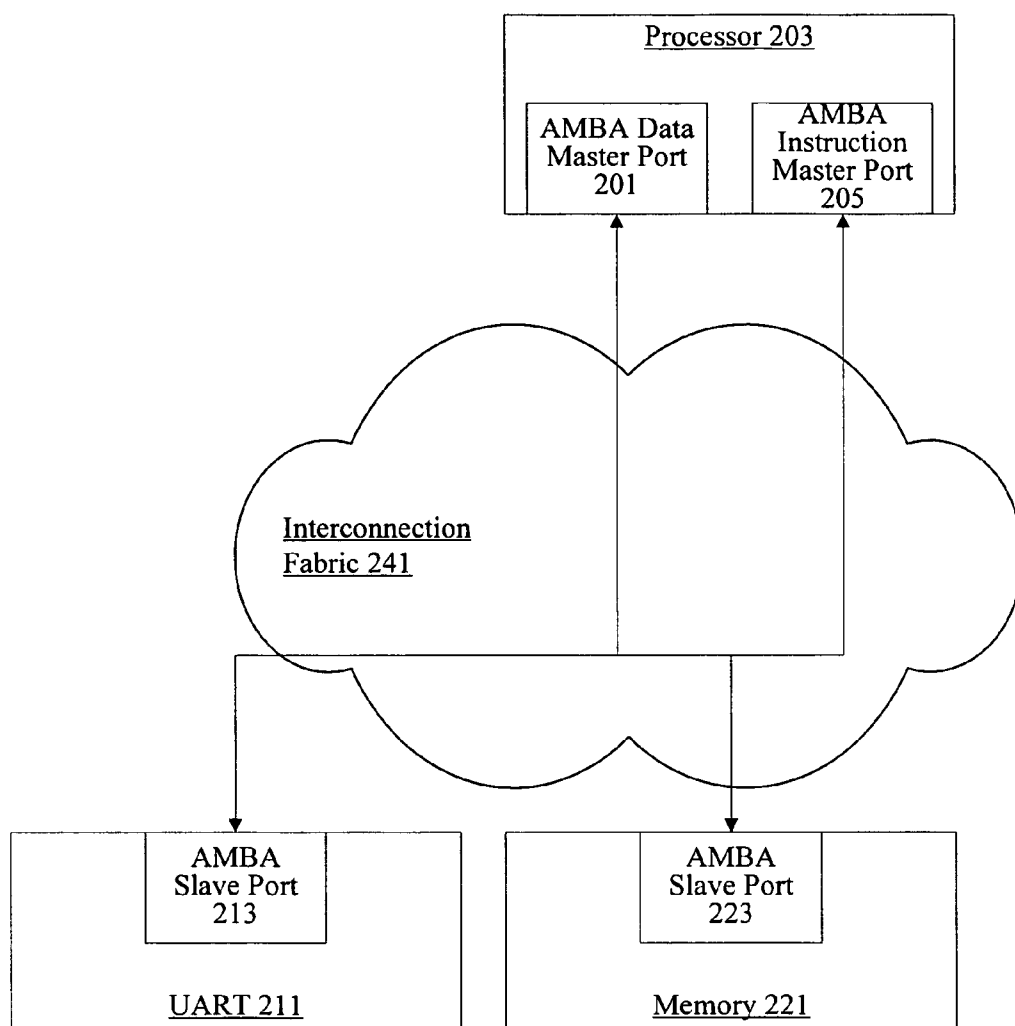 Processor 203
AMBA Data
Master Port
201
AMBA
Instruction
Master Port
205
Interconnection
Fabric 241
AMBA
Slave Port
213
UART 211
AMBA
Slave Port
223
Memory 221